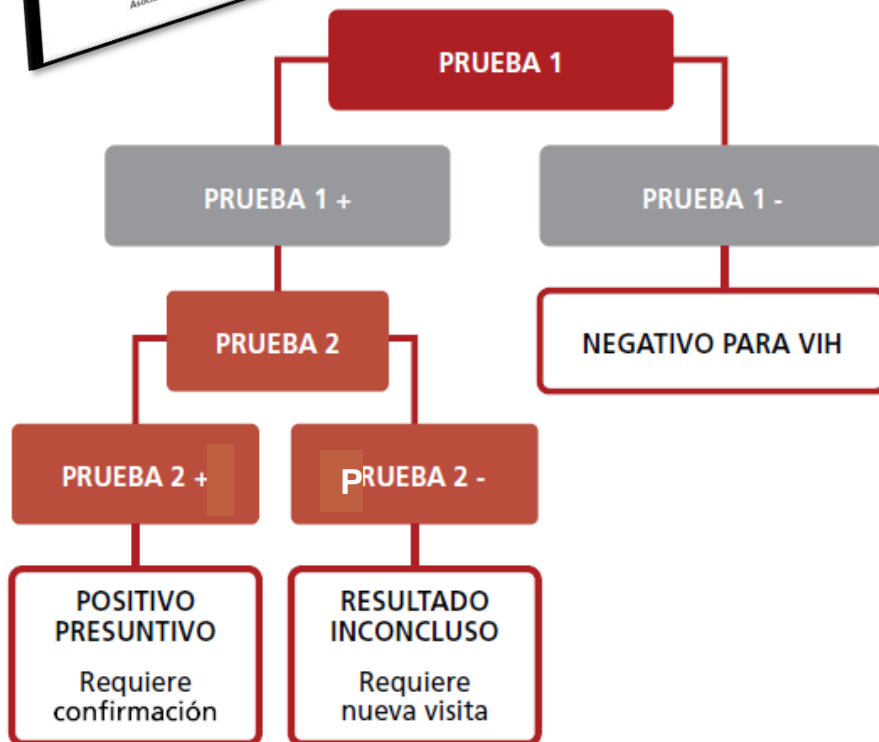 PRUEBA 1
PRUEBA 1 +
PRUEBA 1 -
PRUEBA 2
NEGATIVO PARA VIH
PRUEBA 2 +
PRUEBA 2 -
POSITIVO
PRESUNTIVO
Requiere
confirmación
RESULTADO
INCONCLUSO
Requiere
nueva visita